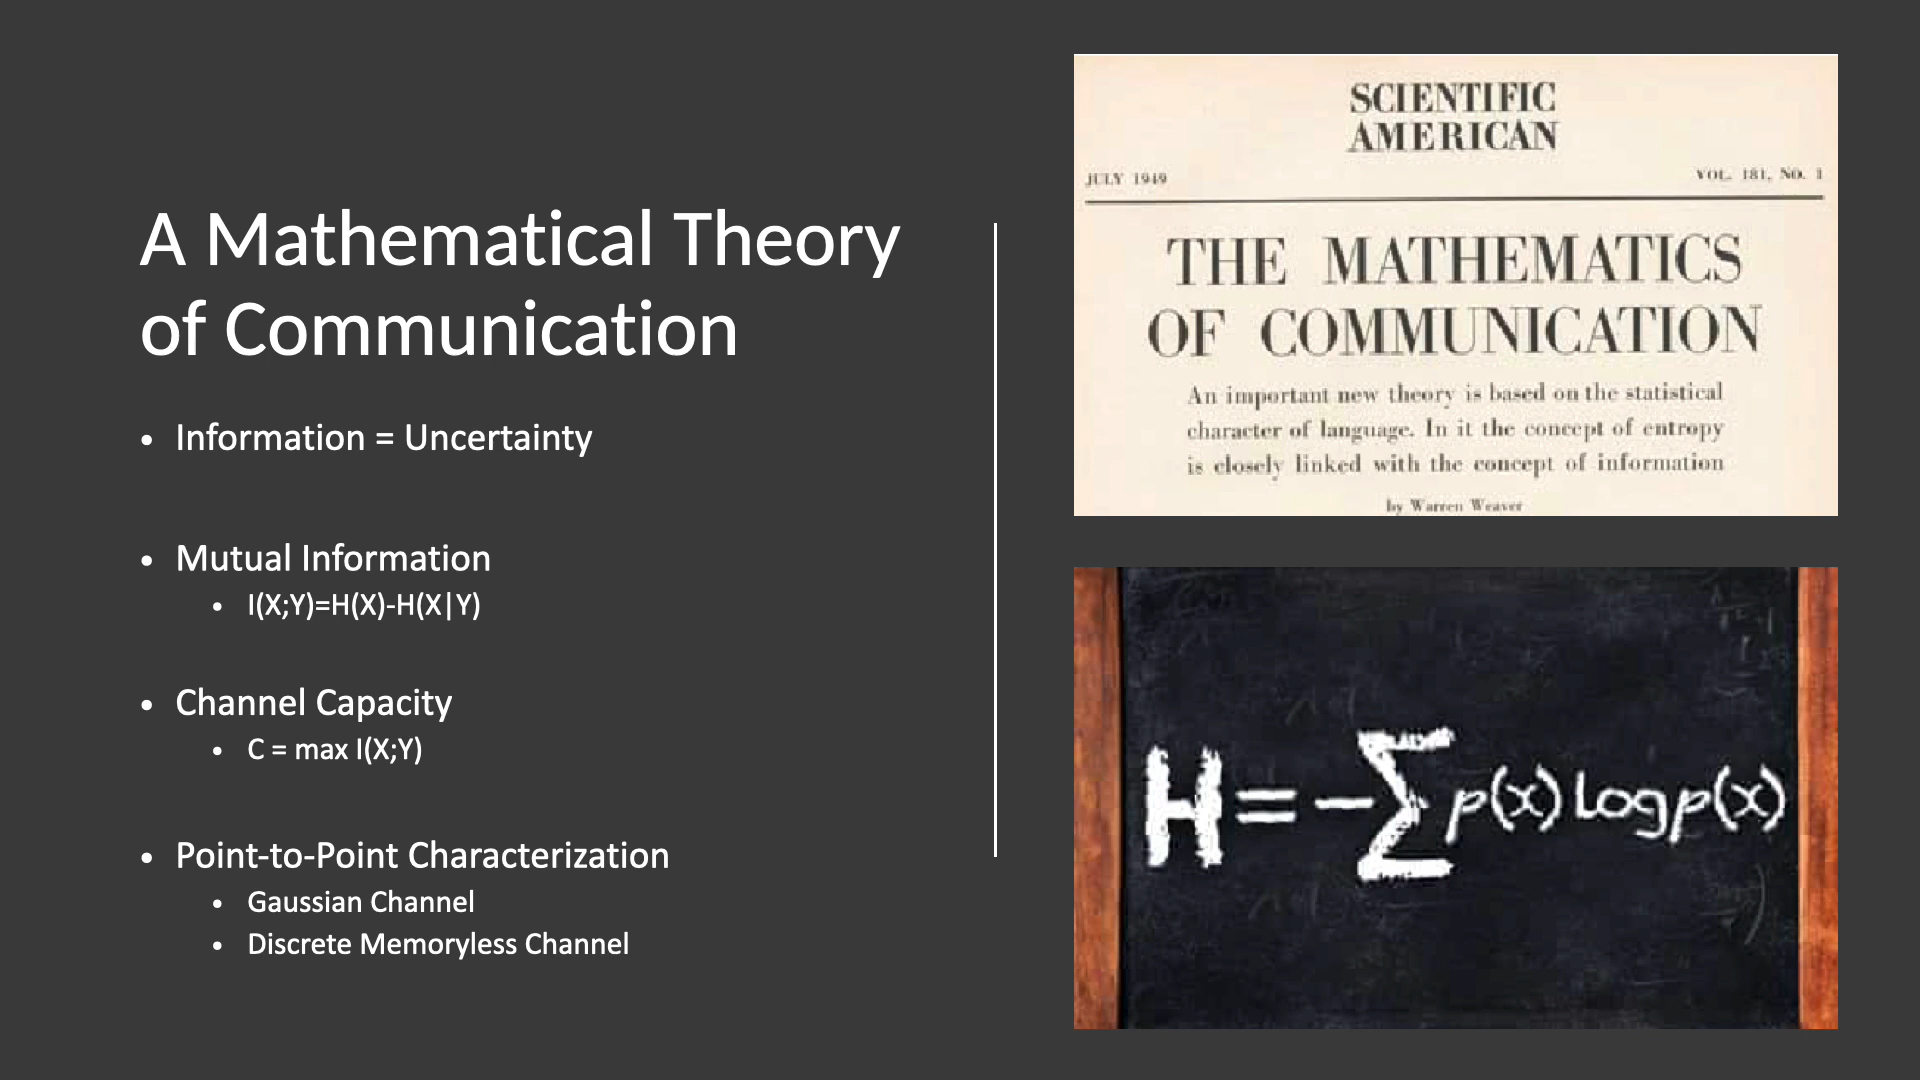 A Mathematical Theory
of Communication
• Information = Uncertainty
• Mutual Information
• I(X;Y)=H(X)-H(X|Y)
• Channel Capacity
• C = max I(X;Y)
• Point-to-Point Characterization
• Gaussian Channel
• Discrete Memoryless Channel
SCIENTIFIC
AMERICAN
JULY 1949 VOL. 181, NO. 1
THE MATHEMATICS
OF COMMUNICATION
An important new theory is based on the statistical
character of language. In it the concept of entropy
is closely linked with the concept of information
by Warren Weaver
H = -∑ p(x) log p(x)